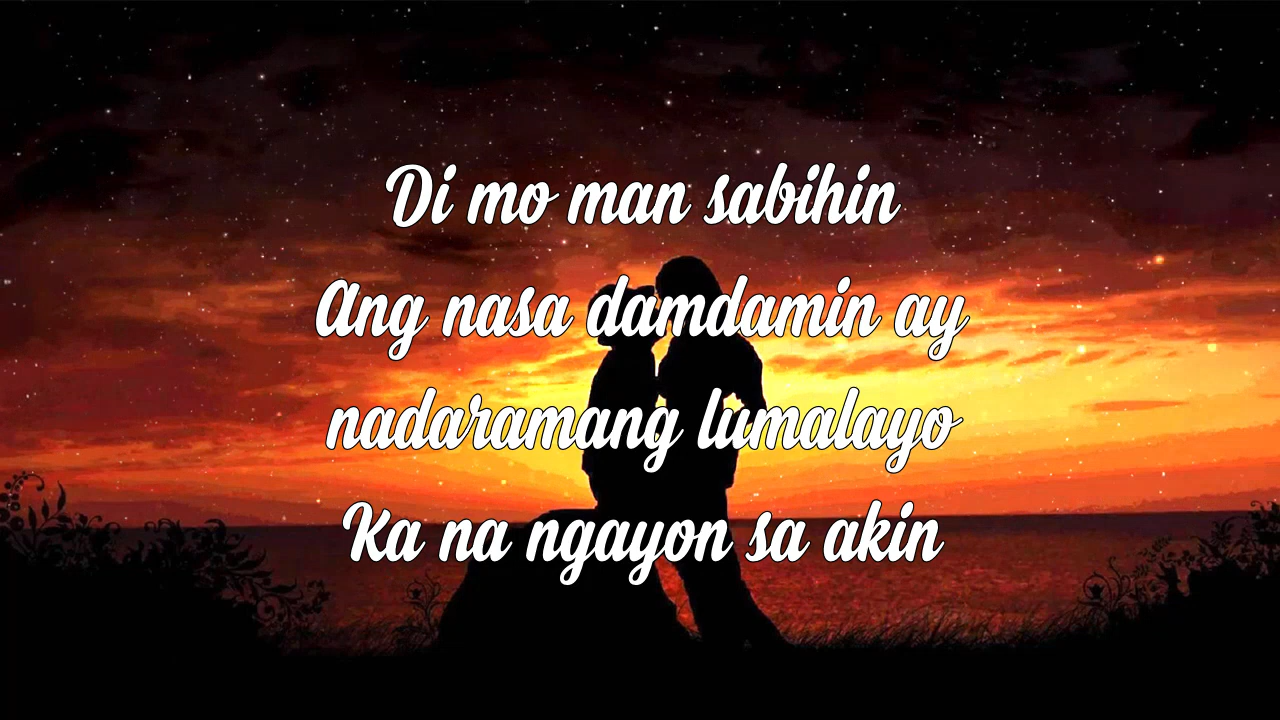 Di mo man sabihin
Ang nasa damdamin ay
nadaramang lumalayo
Ka na ngayon sa akin